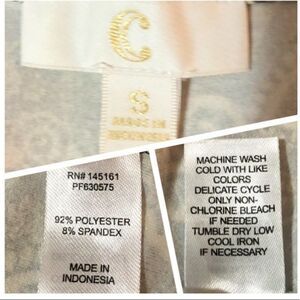 C
S
MADE IN
INDONESIA
RN# 145161
PF630575
92% POLYESTER
8% SPANDEX
MADE IN
INDONESIA
MACHINE WASH
COLD WITH LIKE
COLORS
DELICATE CYCLE
ONLY NON-
CHLORINE BLEACH
IF NEEDED
TUMBLE DRY LOW
COOL IRON
IF NECESSARY